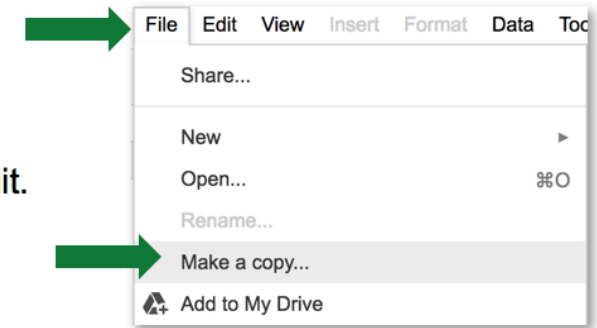 File Edit View Insert Format Data
Share...
New
Open... ⌘O
it.
Rename...
Make a copy...
Add to My Drive